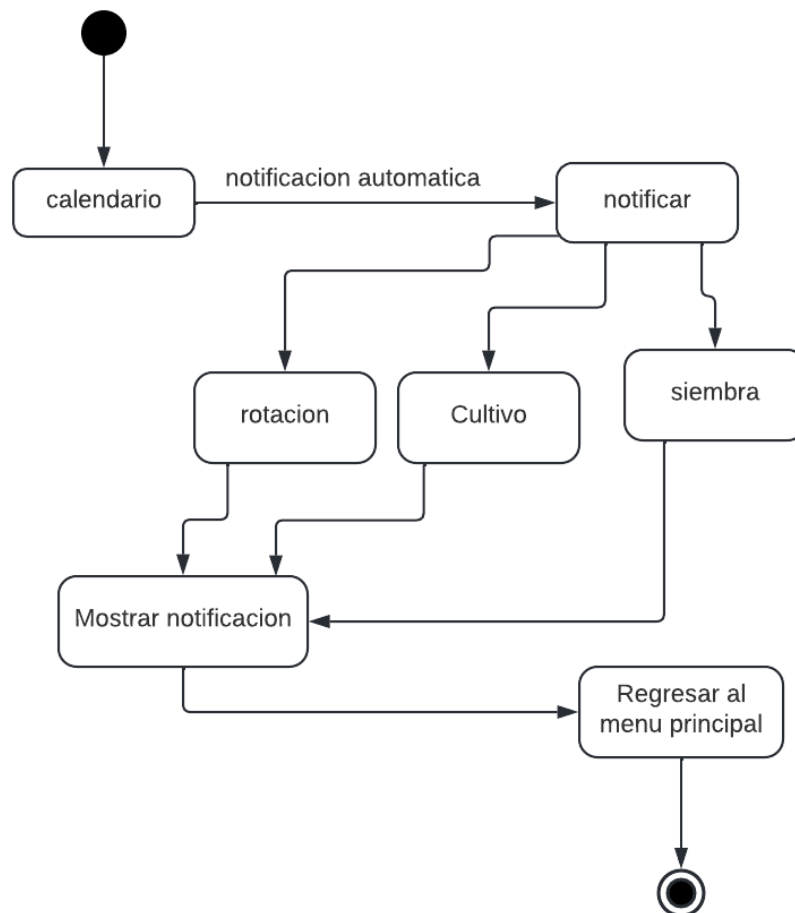 calendario
notificacion automatica
notificar
rotacion
Cultivo
siembra
Mostrar notificacion
Regresar al
menu principal